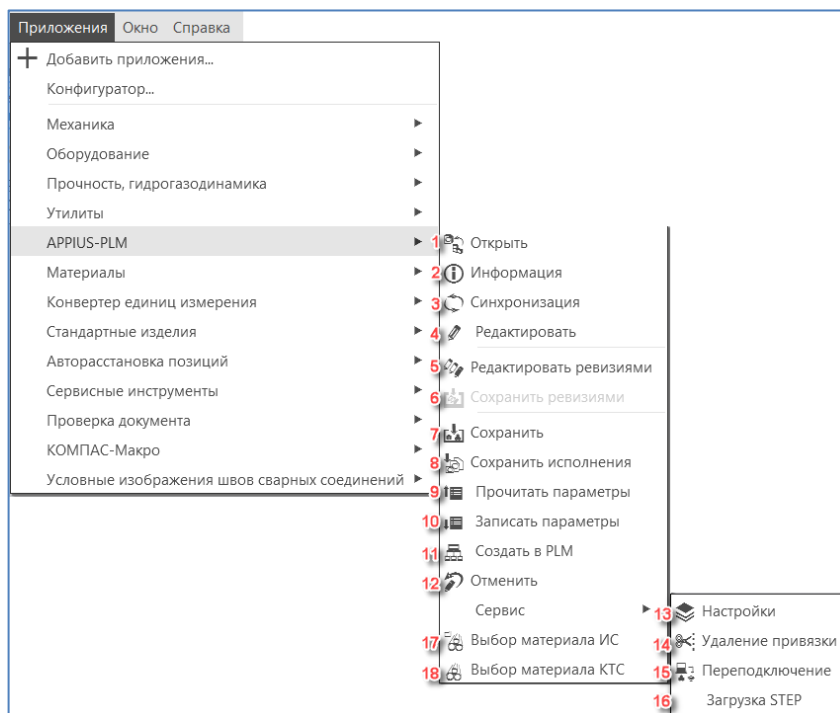 Приложения Окно Справка
Добавить приложения...
Конфигуратор...
Механика
Оборудование
Прочность, гидрогазодинамика
Утилиты
APPIUS-PLM
Материалы
Конвертер единиц измерения
Стандартные изделия
Авторасстановка позиций
Сервисные инструменты
Проверка документа
КОМПАС-Макро
Условные изображения швов сварных соединений
1 Открыть
2 Информация
3 Синхронизация
4 Редактировать
5 Редактировать ревизиями
6 Сохранить ревизиями
7 Сохранить
8 Сохранить исполнения
9 Прочитать параметры
10 Записать параметры
11 Создать в PLM
12 Отменить
Сервис
17 Выбор материала ИС
18 Выбор материала КТС
13 Настройки
14 Удаление привязки
15 Переподключение
16 Загрузка STEP